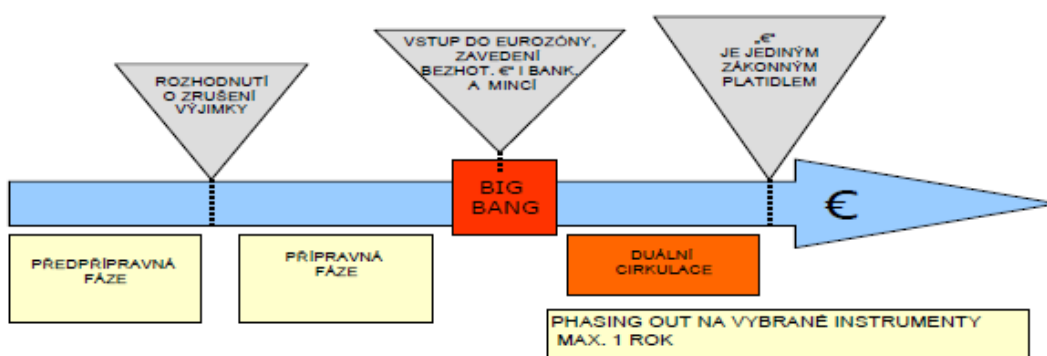 ROZHODNUTÍ
O ZRUŠENÍ
VÝJIMKY
VSTUP DO EUROZÓNY,
ZAVEDENÍ
BEZHOT. €" I BANK.
A MINCÍ
„€"
JE JEDINÝM
ZÁKONNÝM
PLATIDLEM
BIG
BANG
€
PŘEDPŘÍPRAVNÁ
FÁZE
PŘÍPRAVNÁ
FÁZE
DUÁLNÍ
CIRKULACE
PHASING OUT NA VYBRANÉ INSTRUMENTY
MAX. 1 ROK